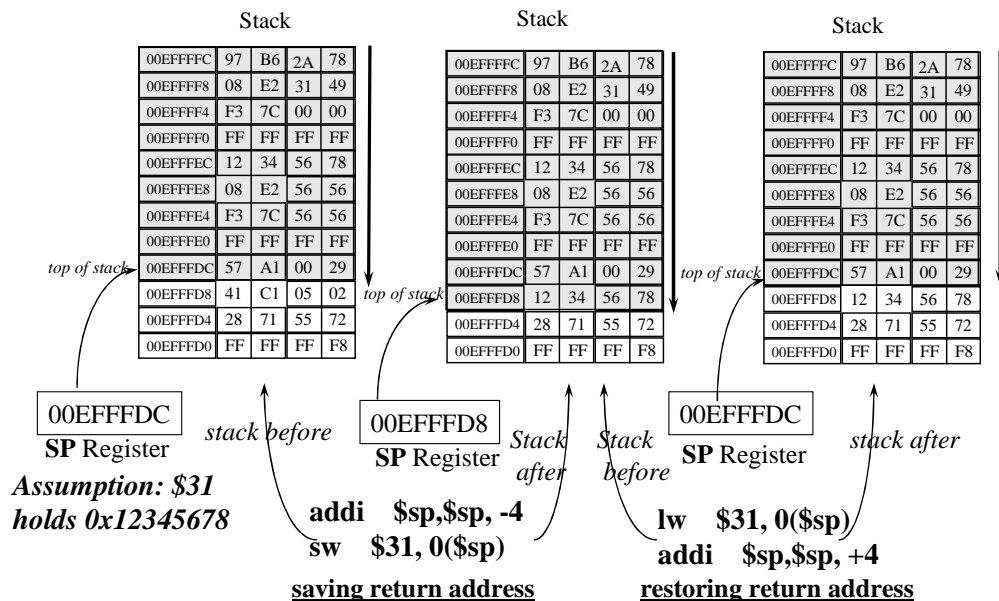 Stack
00EFFFFC 97 B6 2A 78
00EFFFF8 08 E2 31 49
00EFFFF4 F3 7C 00 00
00EFFFF0 FF FF FF FF
00EFFFEC 12 34 56 78
00EFFFE8 08 E2 56 56
00EFFFE4 F3 7C 56 56
00EFFFE0 FF FF FF FF
top of stack 00EFFFDC 57 A1 00 29
00EFFFD8 41 C1 05 02
00EFFFD4 28 71 55 72
00EFFFD0 FF FF FF F8
00EFFFDC
SP Register
stack before
Assumption: $31
holds 0x12345678
Stack
00EFFFFC 97 B6 2A 78
00EFFFF8 08 E2 31 49
00EFFFF4 F3 7C 00 00
00EFFFF0 FF FF FF FF
00EFFFEC 12 34 56 78
00EFFFE8 08 E2 56 56
00EFFFE4 F3 7C 56 56
00EFFFE0 FF FF FF FF
00EFFFDC 57 A1 00 29
top of stack 00EFFFD8 12 34 56 78
00EFFFD4 28 71 55 72
00EFFFD0 FF FF FF F8
00EFFFD8
SP Register
Stack
after
addi $sp,$sp, -4
sw $31, 0($sp)
saving return address
Stack
00EFFFFC 97 B6 2A 78
00EFFFF8 08 E2 31 49
00EFFFF4 F3 7C 00 00
00EFFFF0 FF FF FF FF
00EFFFEC 12 34 56 78
00EFFFE8 08 E2 56 56
00EFFFE4 F3 7C 56 56
00EFFFE0 FF FF FF FF
top of stack 00EFFFDC 57 A1 00 29
00EFFFD8 12 34 56 78
00EFFFD4 28 71 55 72
00EFFFD0 FF FF FF F8
Stack
before
00EFFFDC
SP Register
stack after
lw $31, 0($sp)
addi $sp,$sp, +4
restoring return address